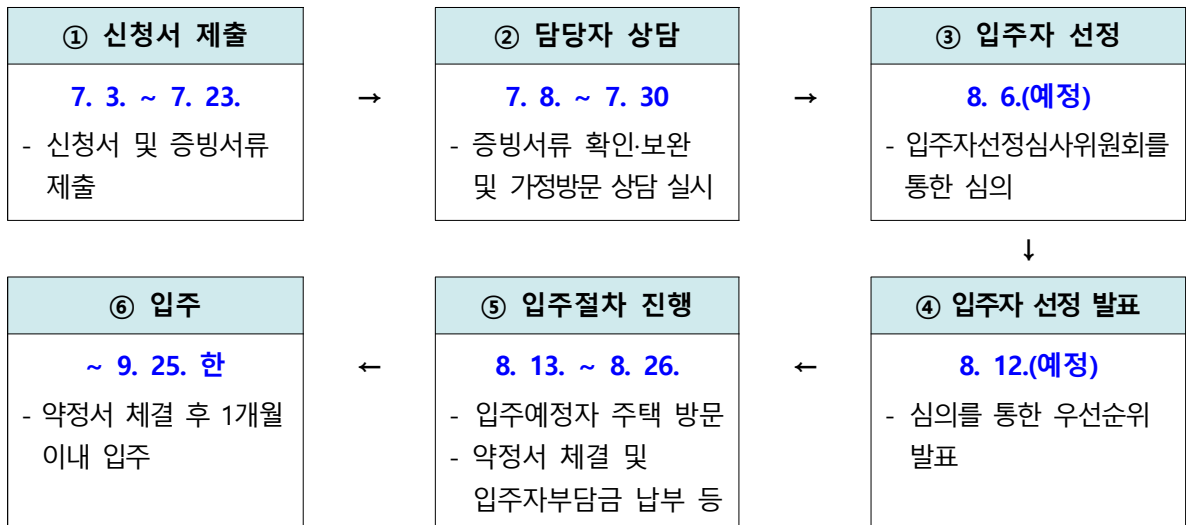 ① 신청서 제출
7. 3. ~ 7. 23.
- 신청서 및 증빙서류
제출
→
② 담당자 상담
7. 8. ~ 7. 30
- 증빙서류 확인·보완
및 가정방문 상담 실시
→
③ 입주자 선정
8. 6.(예정)
- 입주자선정심사위원회를
통한 심의
↓
④ 입주자 선정 발표
8. 12.(예정)
- 심의를 통한 우선순위
발표
←
⑤ 입주절차 진행
8. 13. ~ 8. 26.
- 입주예정자 주택 방문
- 약정서 체결 및
입주자부담금 납부 등
←
⑥ 입주
~ 9. 25. 한
- 약정서 체결 후 1개월
이내 입주